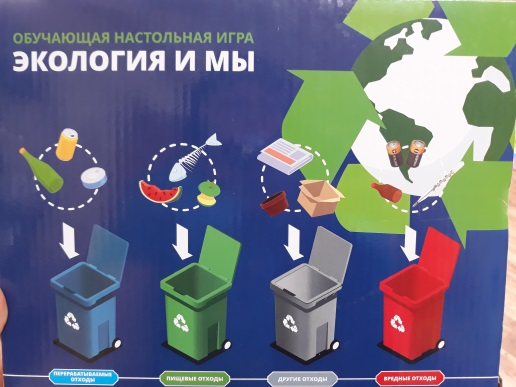 ОБУЧАЮЩАЯ НАСТОЛЬНАЯ ИГРА
ЭКОЛОГИЯ И МЫ
ПЕРЕРАБАТЫВАЕМЫЕ
ОТХОДЫ
ПИЩЕВЫЕ ОТХОДЫ
ДРУГИЕ ОТХОДЫ
ВРЕДНЫЕ ОТХОДЫ